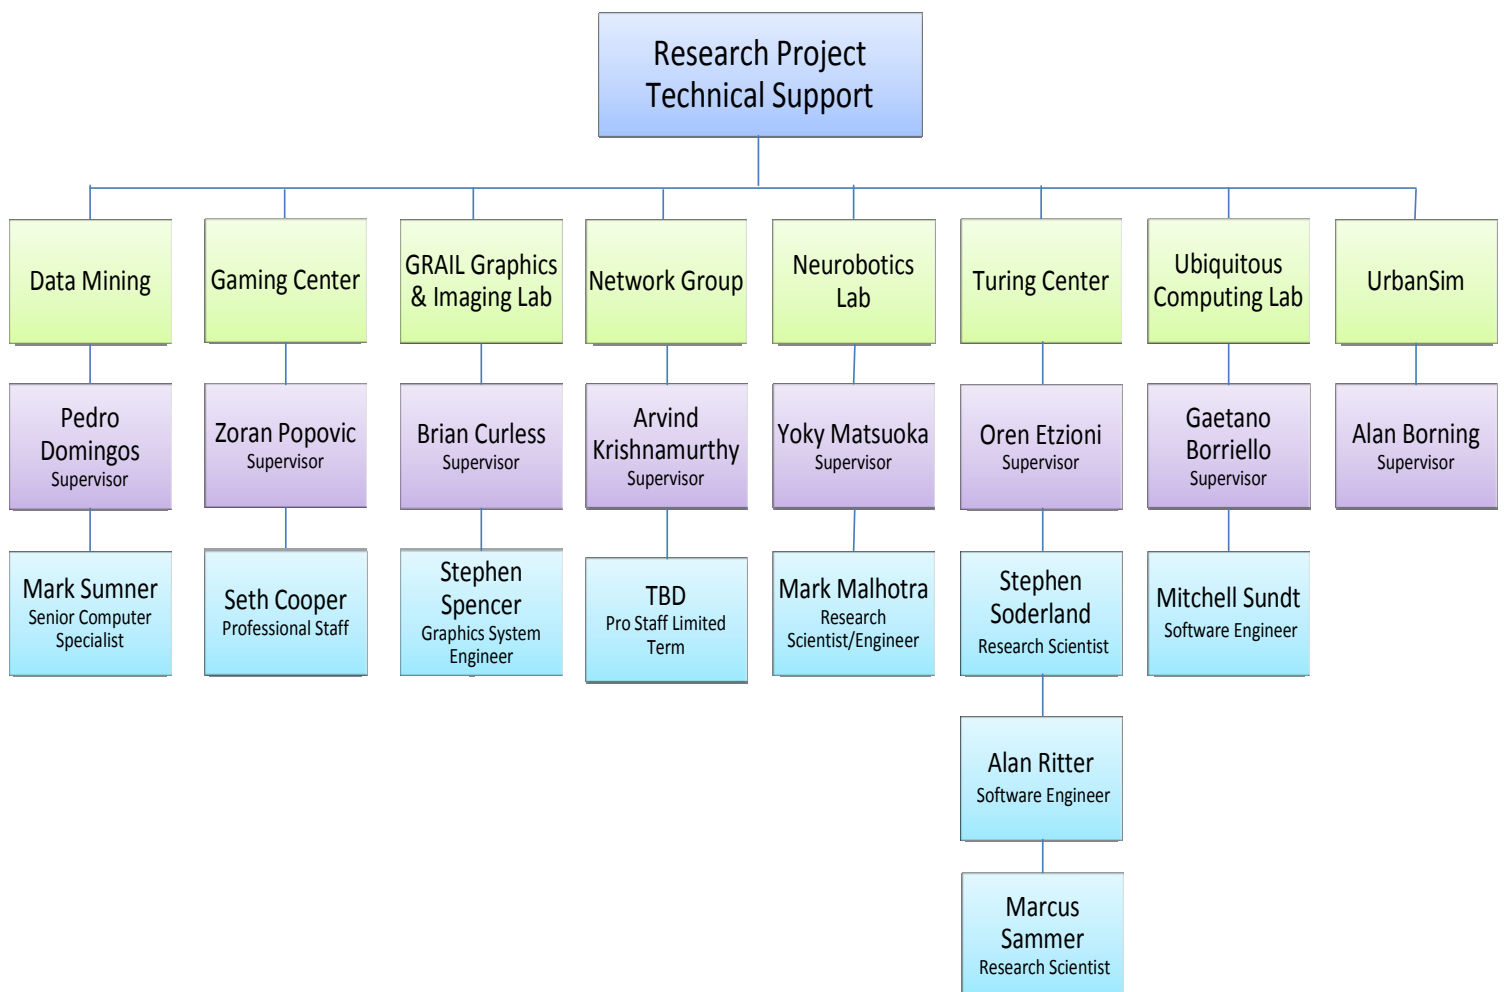 Research Project
Technical Support
Data Mining
Gaming Center
GRAIL Graphics
& Imaging Lab
Network Group
Neurobotics
Lab
Turing Center
Ubiquitous
Computing Lab
UrbanSim
Pedro
Domingos
Supervisor
Zoran Popovic
Supervisor
Brian Curless
Supervisor
Arvind
Krishnamurthy
Supervisor
Yoky Matsuoka
Supervisor
Oren Etzioni
Supervisor
Gaetano
Borriello
Supervisor
Alan Borning
Supervisor
Mark Sumner
Senior Computer
Specialist
Seth Cooper
Professional Staff
Stephen
Spencer
Graphics System
Engineer
TBD
Pro Staff Limited
Term
Mark Malhotra
Research
Scientist/Engineer
Stephen
Soderland
Research Scientist
Mitchell Sundt
Software Engineer
Alan Ritter
Software Engineer
Marcus
Sammer
Research Scientist